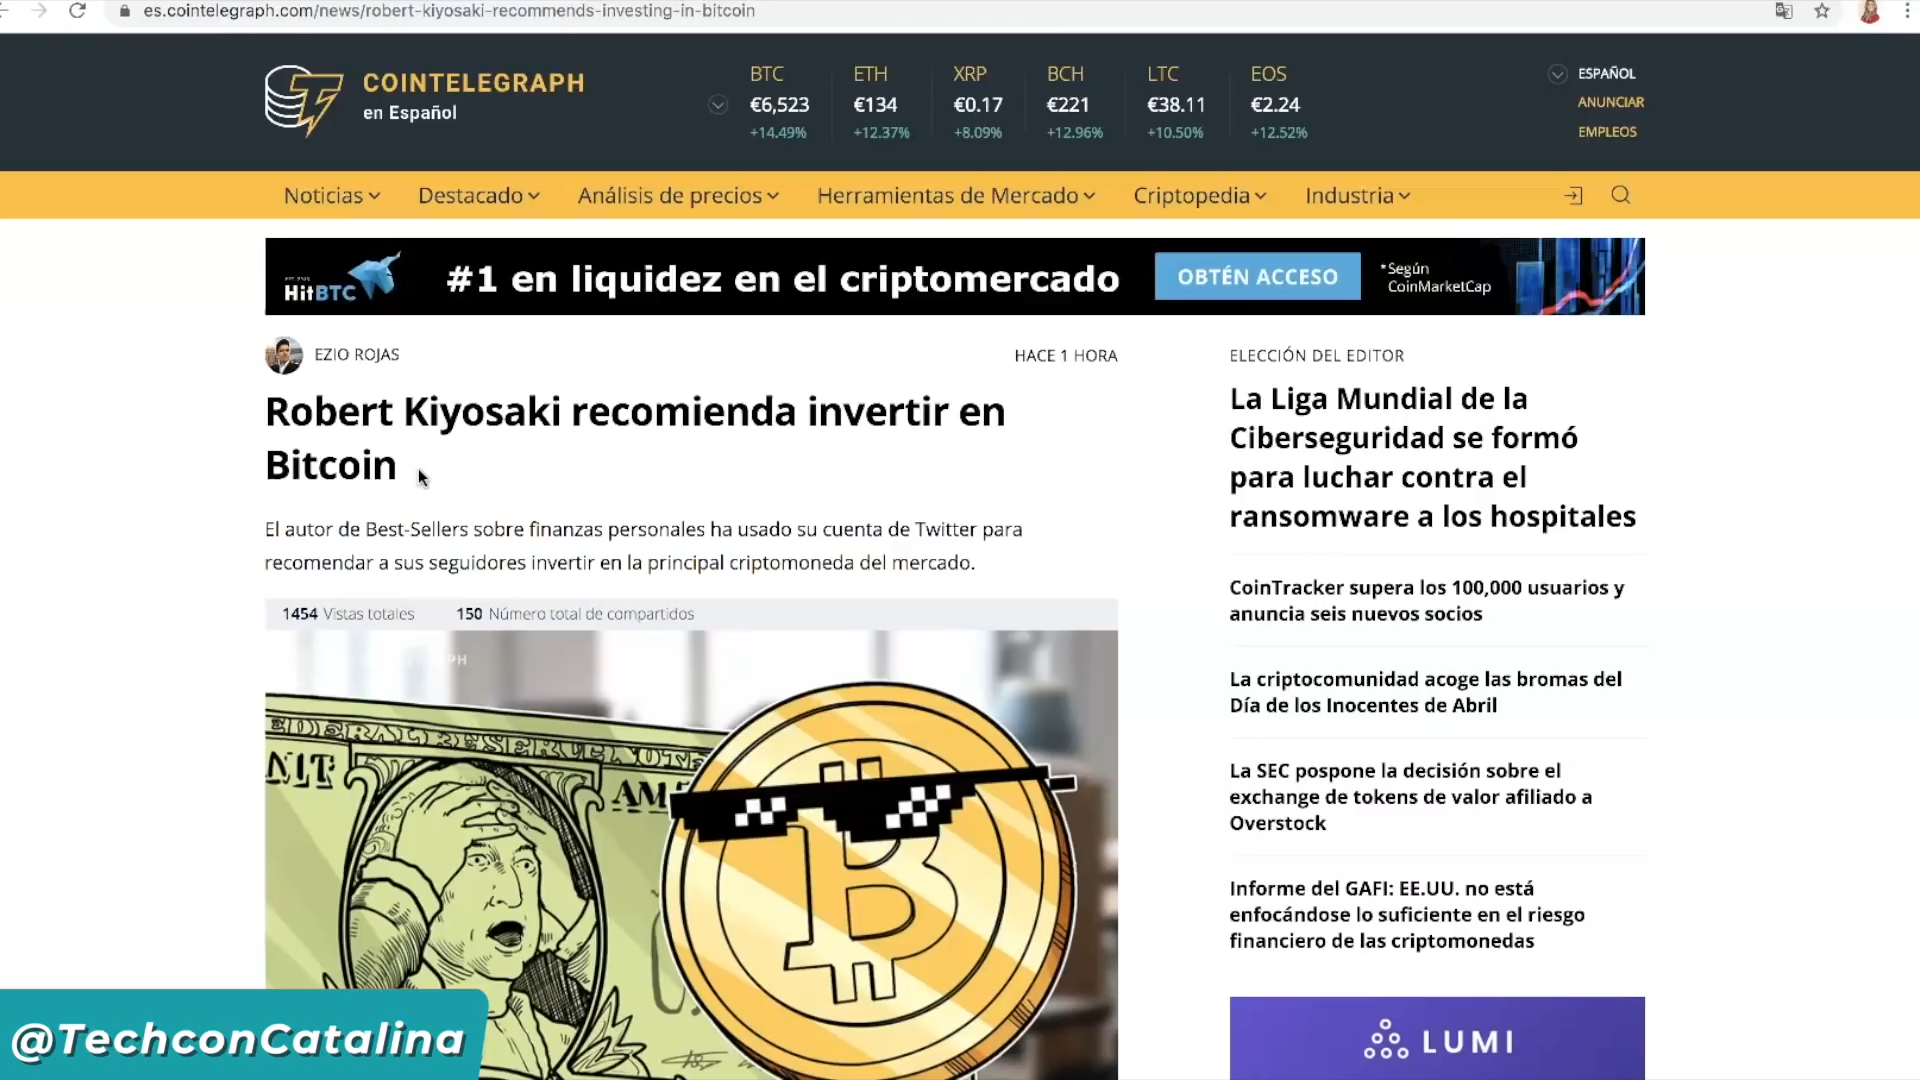 es.cointelegraph.com/news/robert-kiyosaki-recommends-investing-in-bitcoin
COINTELEGRAPH
en Español
BTC
€6,523
+14.49%
ETH
€134
+12.37%
XRP
€0.17
+8.09%
BCH
€221
+12.96%
LTC
€38.11
+10.50%
EOS
€2.24
+12.52%
ESPAÑOL
ANUNCIAR
EMPLEOS
Noticias
Destacado
Análisis de precios
Herramientas de Mercado
Criptopedia
Industria
HitBTC
#1 en liquidez en el criptomercado
OBTÉN ACCESO
*Según
CoinMarketCap
EZIO ROJAS
HACE 1 HORA
Robert Kiyosaki recomienda invertir en
Bitcoin
El autor de Best-Sellers sobre finanzas personales ha usado su cuenta de Twitter para
recomendar a sus seguidores invertir en la principal criptomoneda del mercado.
1454 Vistas totales
150 Número total de compartidos
FEDERAL RESERVE NOTE
NIT
AM
@TechconCatalina
ELECCIÓN DEL EDITOR
La Liga Mundial de la
Ciberseguridad se formó
para luchar contra el
ransomware a los hospitales
CoinTracker supera los 100,000 usuarios y
anuncia seis nuevos socios
La criptocomunidad acoge las bromas del
Día de los Inocentes de Abril
La SEC pospone la decisión sobre el
exchange de tokens de valor afiliado a
Overstock
Informe del GAFI: EE.UU. no está
enfocándose lo suficiente en el riesgo
financiero de las criptomonedas
LUMI